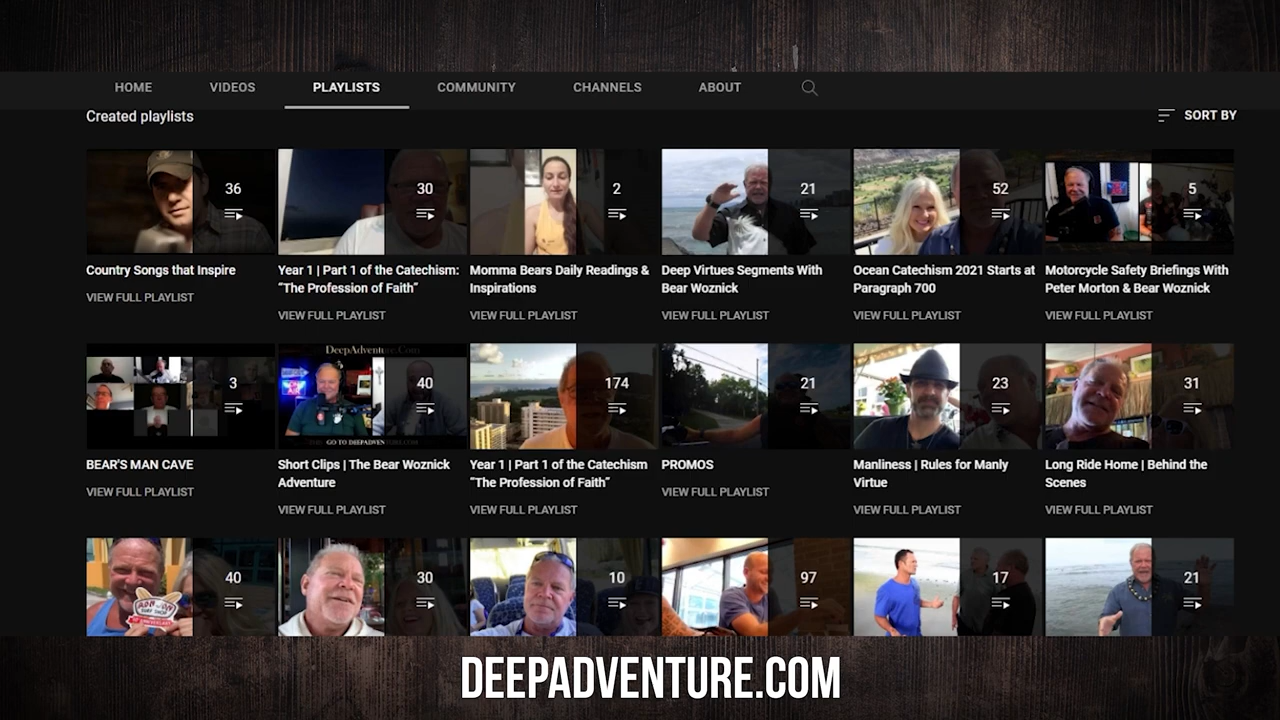 HOME VIDEOS PLAYLISTS COMMUNITY CHANNELS ABOUT
Created playlists
SORT BY
36
30
2
21
52
5
Country Songs that Inspire
VIEW FULL PLAYLIST
Year 1 | Part 1 of the Catechism:
“The Profession of Faith”
VIEW FULL PLAYLIST
Momma Bears Daily Readings &
Inspirations
VIEW FULL PLAYLIST
Deep Virtues Segments With
Bear Woznick
VIEW FULL PLAYLIST
Ocean Catechism 2021 Starts at
Paragraph 700
VIEW FULL PLAYLIST
Motorcycle Safety Briefings With
Peter Morton & Bear Woznick
VIEW FULL PLAYLIST
3
DeepAdventure.Com
40
GO TO DEEPADVENTURE.COM
174
21
23
31
BEAR'S MAN CAVE
VIEW FULL PLAYLIST
Short Clips | The Bear Woznick
Adventure
VIEW FULL PLAYLIST
Year 1 | Part 1 of the Catechism
“The Profession of Faith”
VIEW FULL PLAYLIST
PROMOS
VIEW FULL PLAYLIST
Manliness | Rules for Manly
Virtue
VIEW FULL PLAYLIST
Long Ride Home | Behind the
Scenes
VIEW FULL PLAYLIST
40
30
10
97
17
21
DEEPADVENTURE.COM